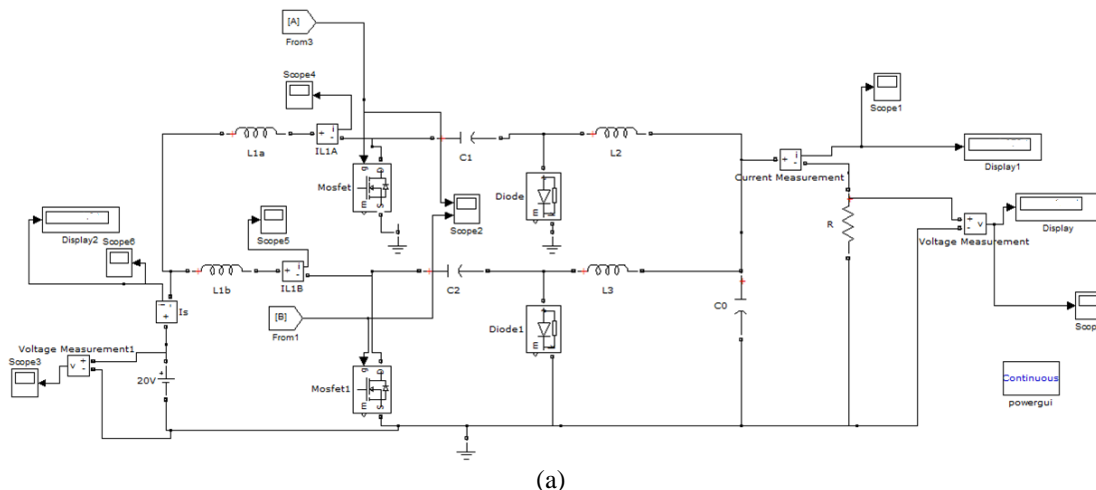 [A]
From3
Scope4
Scope1
L1a
IL1A
C1
L2
Current Measurement
Display1
Mosfet
Diode
Scope2
R
Display
Voltage Measurement
Display2
Scope6
Scope5
L1b
IL1B
C2
L3
C0
Is
[B]
From1
Diode1
Scop
Voltage Measurement1
Scope3
20V
Mosfet1
Continuous
powergui
(a)